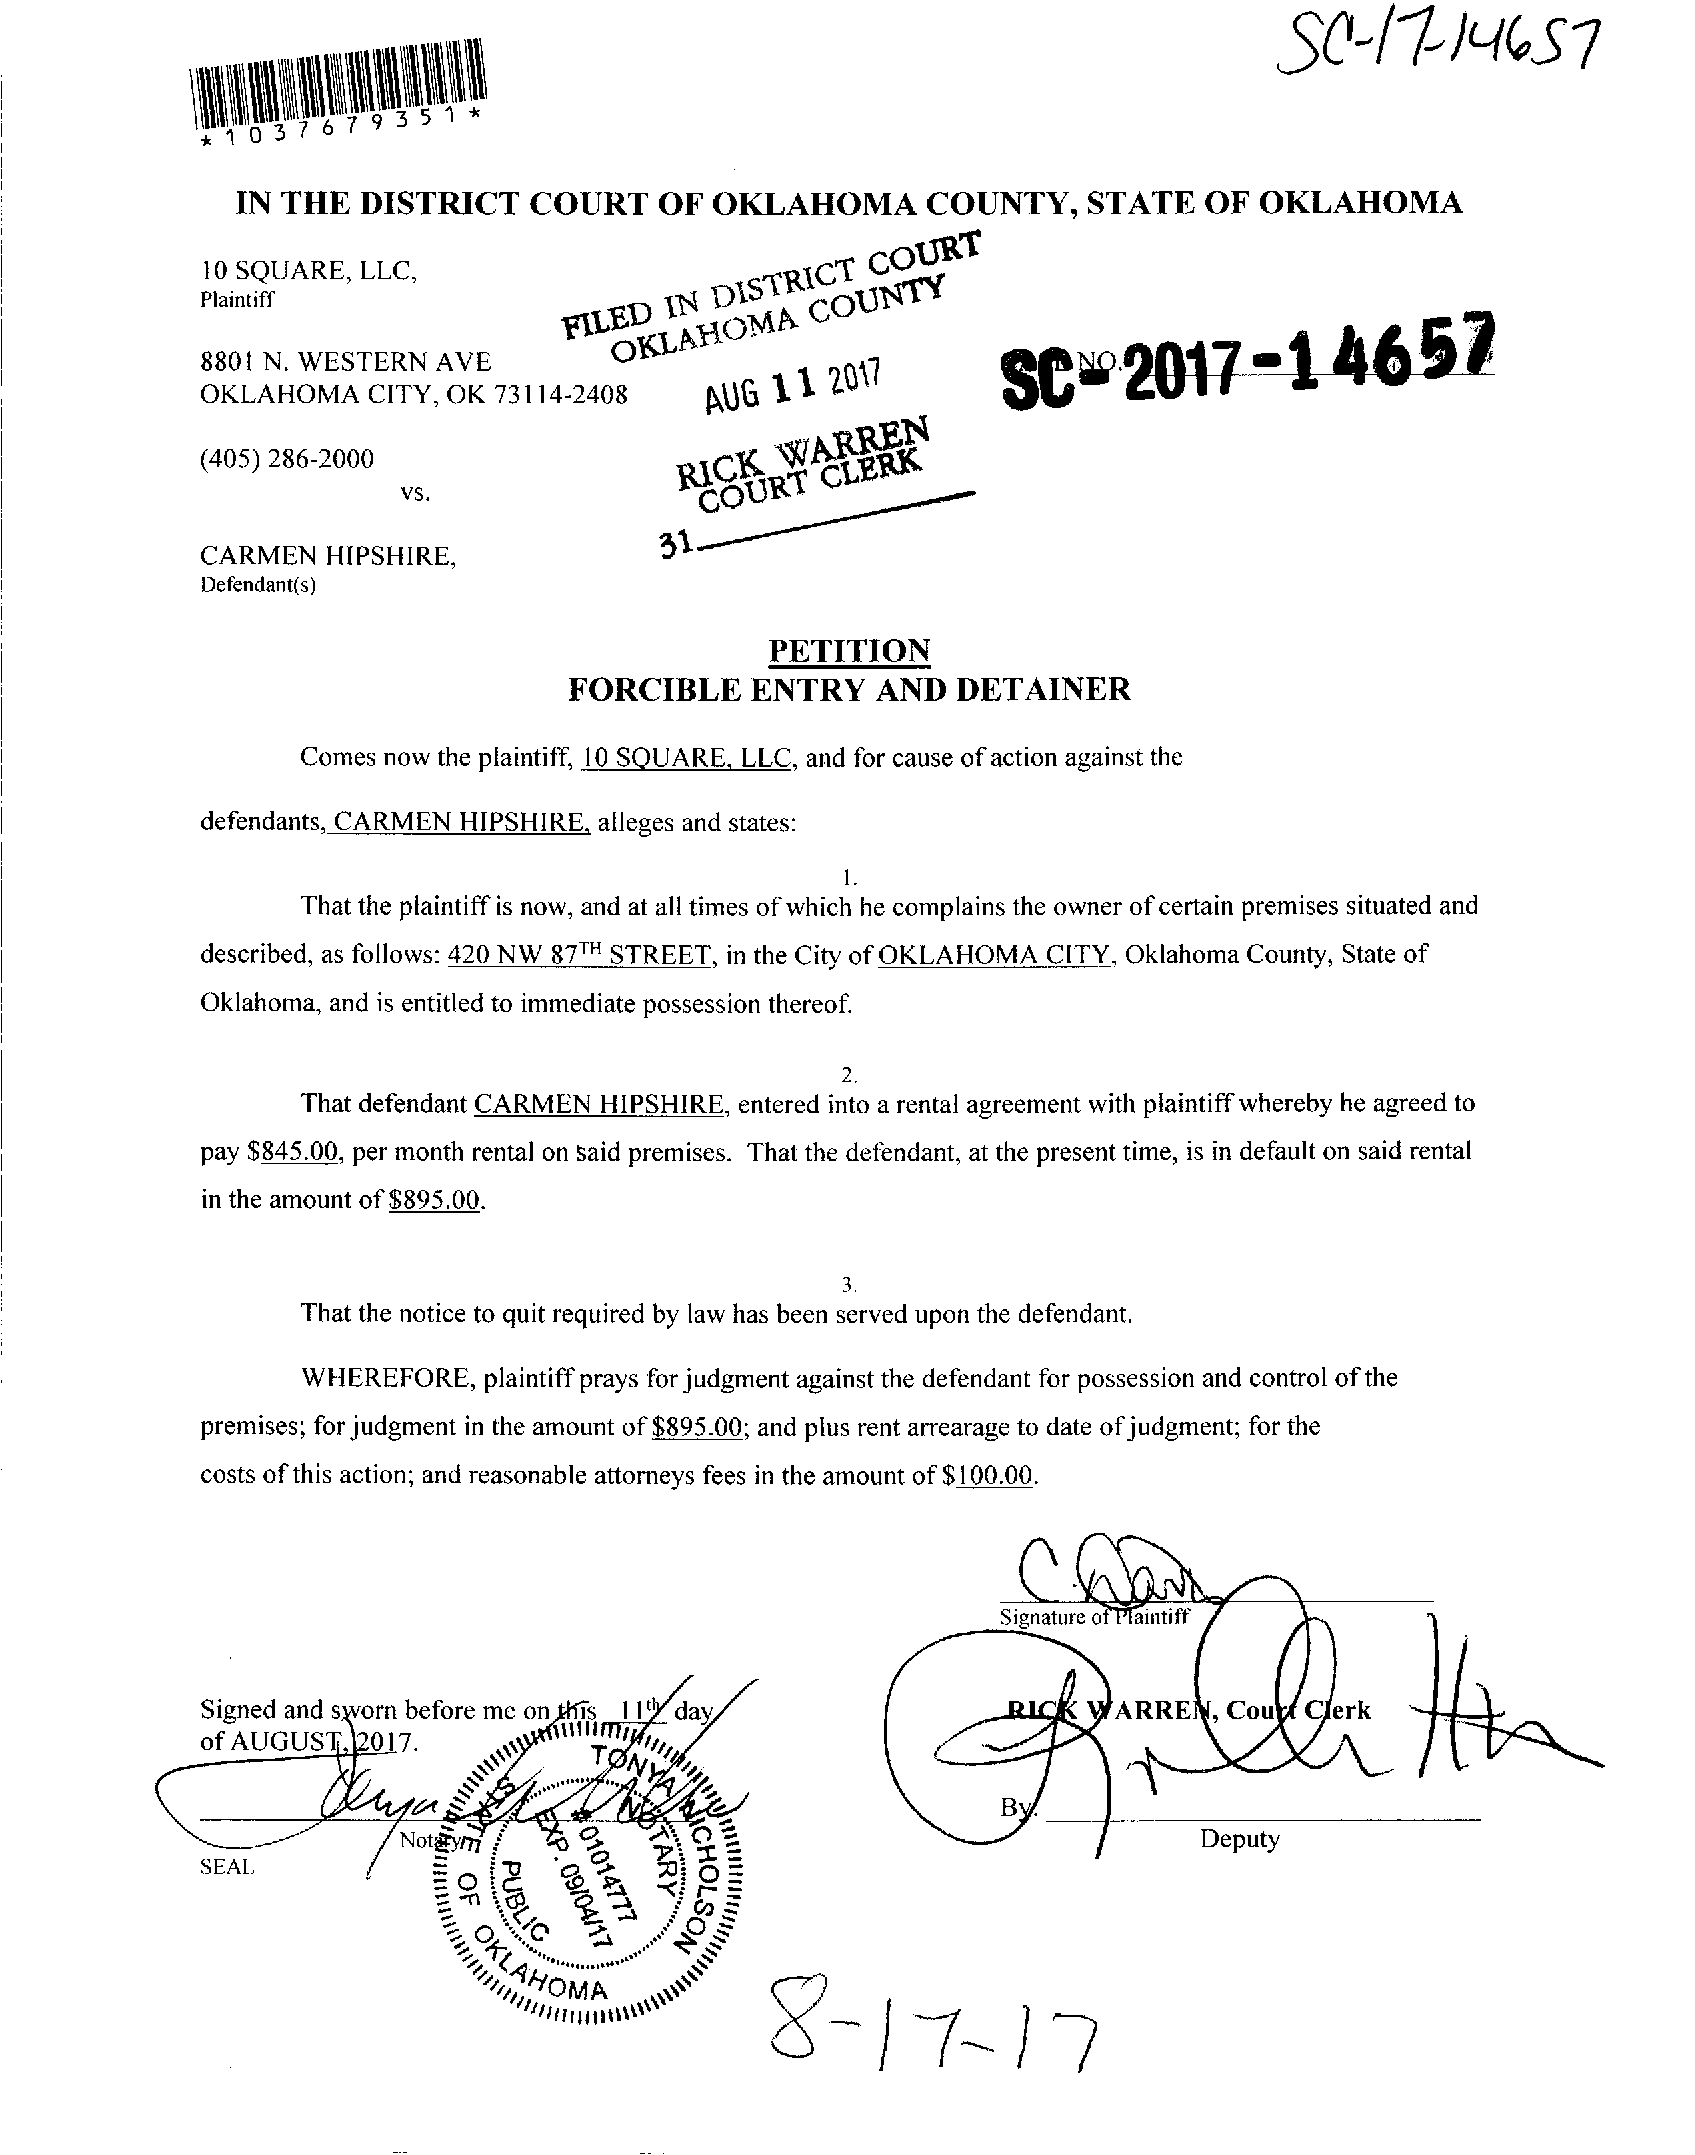 SC-17-14657
*1037679351*
IN THE DISTRICT COURT OF OKLAHOMA COUNTY, STATE OF OKLAHOMA
10 SQUARE, LLC,
Plaintiff
FILED IN DISTRICT COURT
OKLAHOMA COUNTY
8801 N. WESTERN AVE
OKLAHOMA CITY, OK 73114-2408
AUG 11 2017
NO.
SC-2017-14657
(405) 286-2000
RICK WARREN
COURT CLERK
vs.
31
CARMEN HIPSHIRE,
Defendant(s)
PETITION
FORCIBLE ENTRY AND DETAINER
Comes now the plaintiff, 10 SQUARE, LLC, and for cause of action against the
defendants, CARMEN HIPSHIRE, alleges and states:
1.
That the plaintiff is now, and at all times of which he complains the owner of certain premises situated and
described, as follows: 420 NW 87TH STREET, in the City of OKLAHOMA CITY, Oklahoma County, State of
Oklahoma, and is entitled to immediate possession thereof.
2.
That defendant CARMEN HIPSHIRE, entered into a rental agreement with plaintiff whereby he agreed to
pay $845.00, per month rental on said premises. That the defendant, at the present time, is in default on said rental
in the amount of $895.00.
3.
That the notice to quit required by law has been served upon the defendant.
WHEREFORE, plaintiff prays for judgment against the defendant for possession and control of the
premises; for judgment in the amount of $895.00; and plus rent arrearage to date of judgment; for the
costs of this action; and reasonable attorneys fees in the amount of $100.00.
Signature of Plaintiff
Signed and sworn before me on this 11th day
of AUGUST, 2017.
RICK WARREN, Court Clerk
By:
Deputy
Notary
SEAL
TONYA NICHOLSON
STATE OF OKLAHOMA
NOTARY PUBLIC
# 01014777
EXP. 09/04/17
8-17-17